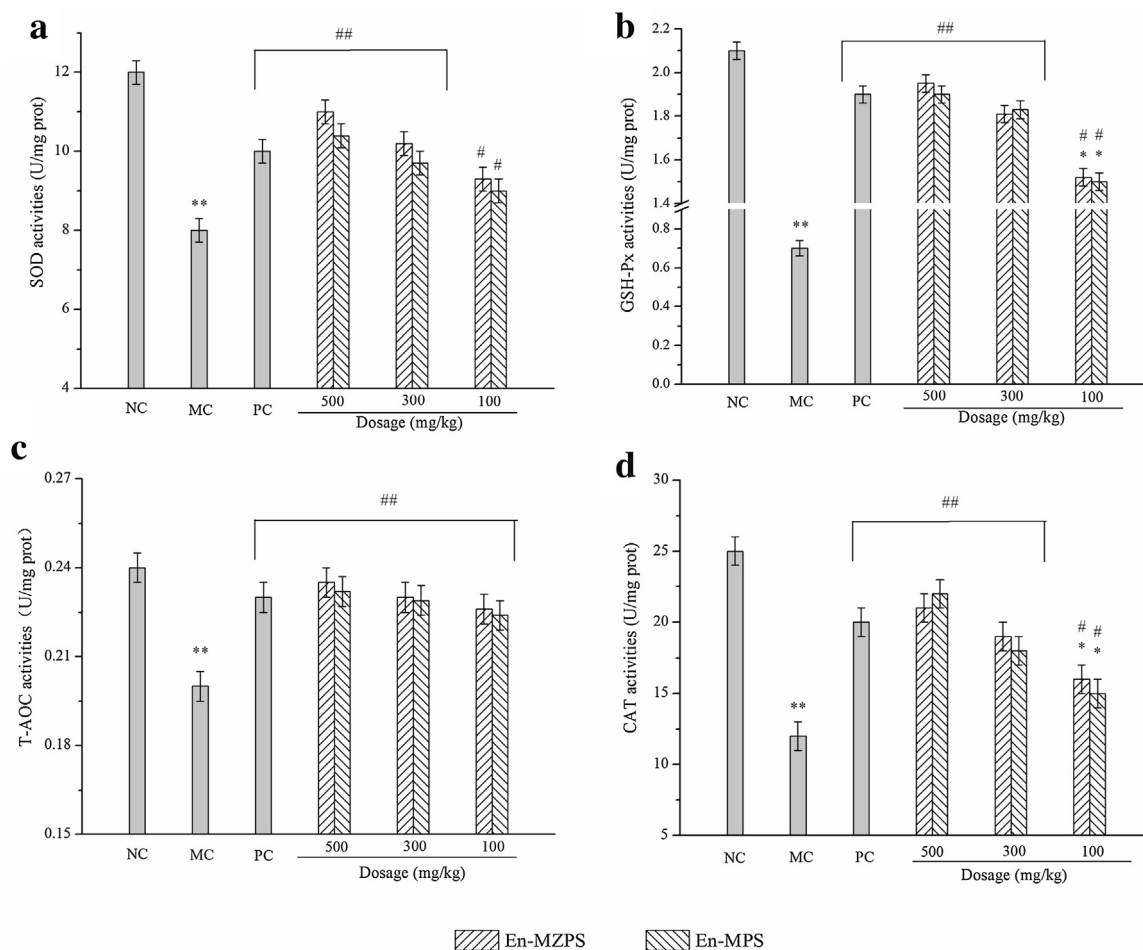 a
##
12
10
8
6
4
SOD activities (U/mg prot)
**
#
#
NC MC PC 500 300 100
Dosage (mg/kg)
b
##
2.1
2.0
1.8
1.6
1.4
0.8
0.6
0.4
0.2
0.0
GSH-Px activities (U/mg prot)
**
# #
* *
NC MC PC 500 300 100
Dosage (mg/kg)
c
##
0.27
0.24
0.21
0.18
0.15
T-AOC activities (U/mg prot)
**
NC MC PC 500 300 100
Dosage (mg/kg)
d
##
30
25
20
15
10
5
CAT activities (U/mg prot)
**
# #
* *
NC MC PC 500 300 100
Dosage (mg/kg)
En-MZPS En-MPS